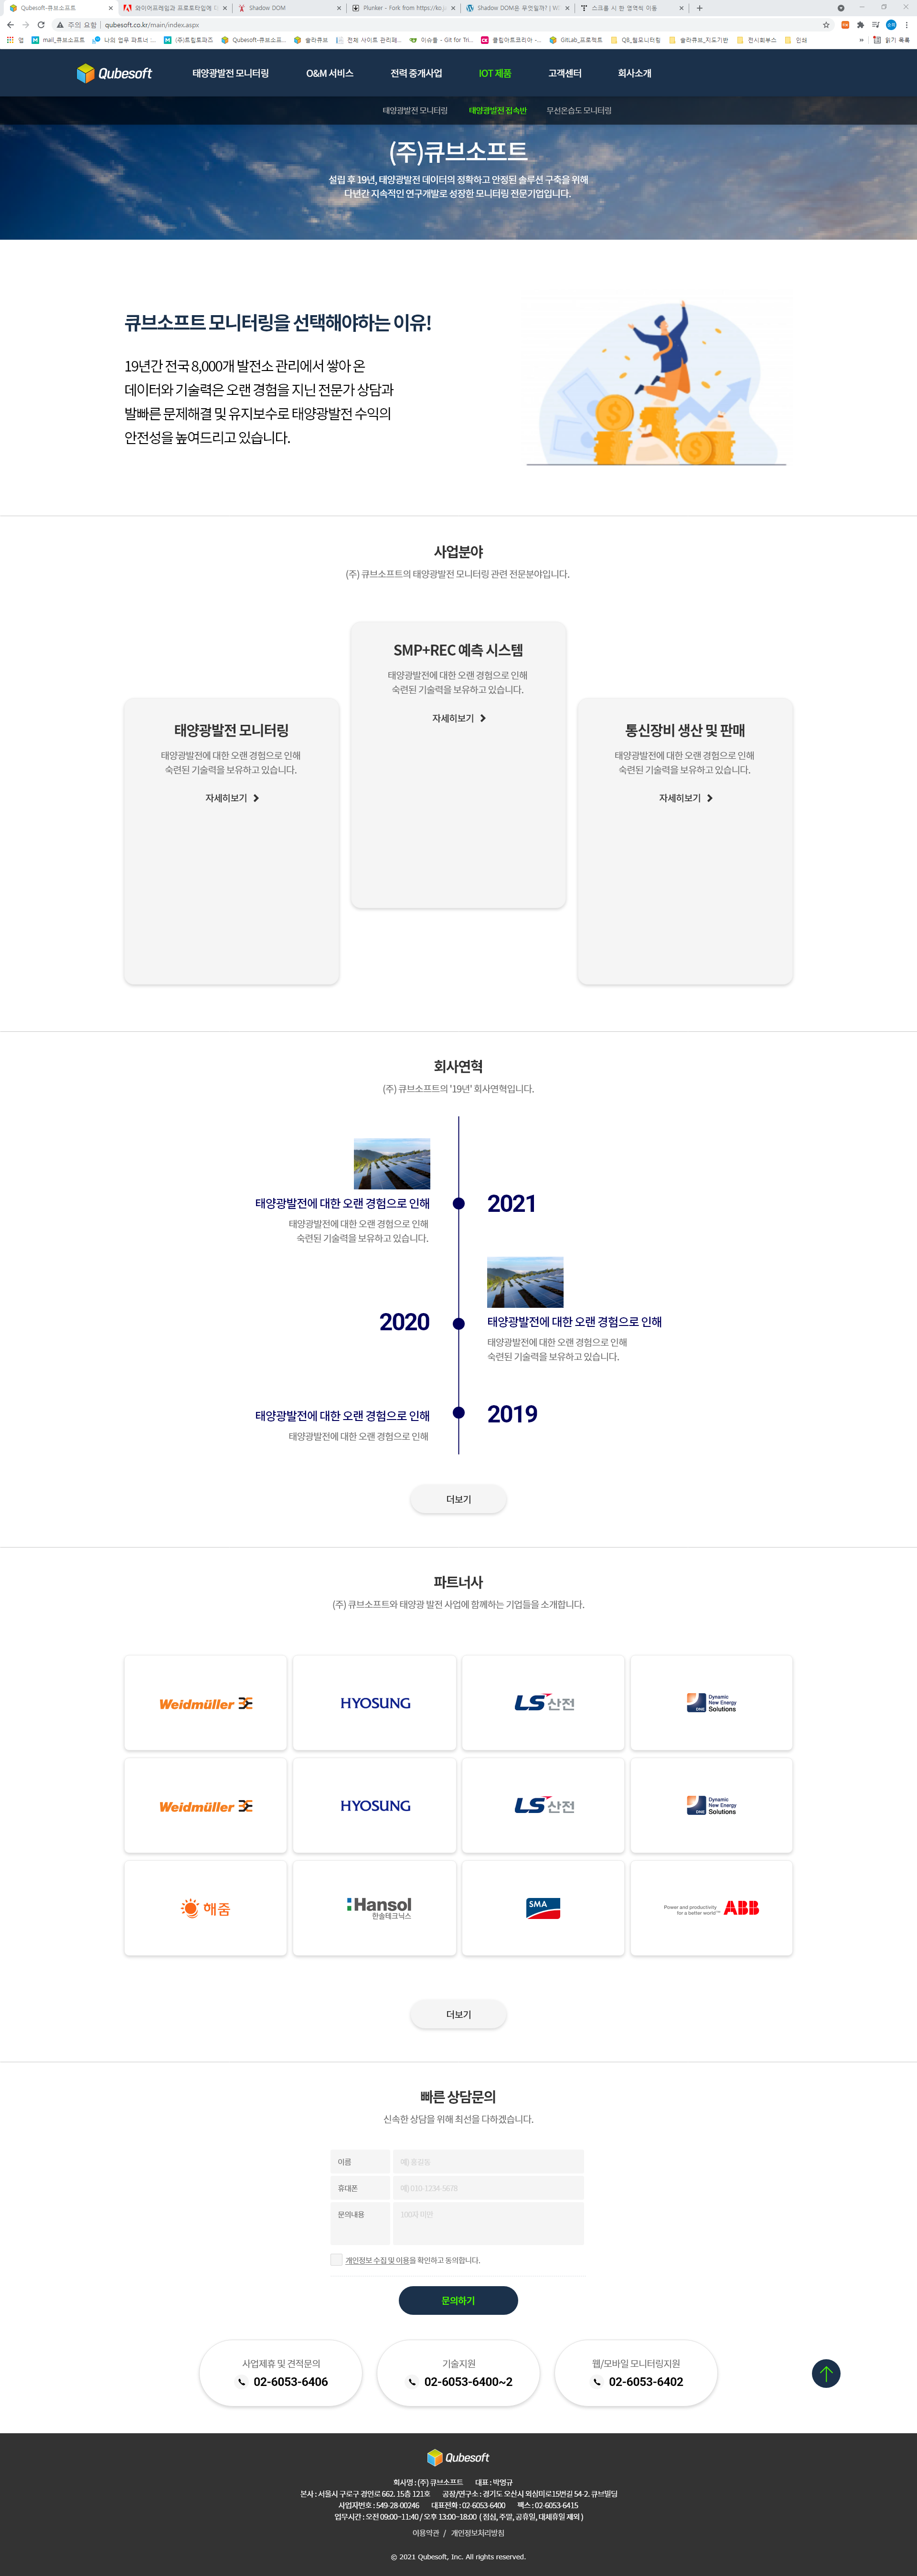 Qubesoft-큐브소프트
와이어프레임과 프로토타입에 대
Shadow DOM
Plunker - Fork from https://ko.j
Shadow DOM은 무엇일까? | Wi
스크롤 시 한 영역씩 이동
주의 요함 | qubesoft.co.kr/main/index.aspx
앱
mail_큐브소프트
나의 업무 파트너 :...
(주)트립토파즈
Qubesoft-큐브소프...
솔라큐브
전체 사이트 관리페...
이슈들 - Git for Tri...
클립아트코리아 -...
GitLab_프로젝트
QB_웹모니터링
솔라큐브_지도기반
전시회부스
인쇄
»
읽기 목록
Qubesoft
태양광발전 모니터링
O&M 서비스
전력 중개사업
IOT 제품
고객센터
회사소개
태양광발전 모니터링
태양광발전 접속반
무선온습도 모니터링
(주)큐브소프트
설립 후 19년, 태양광발전 데이터의 정확하고 안정된 솔루션 구축을 위해
다년간 지속적인 연구개발로 성장한 모니터링 전문기업입니다.
큐브소프트 모니터링을 선택해야하는 이유!
19년간 전국 8,000개 발전소 관리에서 쌓아 온
데이터와 기술력은 오랜 경험을 지닌 전문가 상담과
발빠른 문제해결 및 유지보수로 태양광발전 수익의
안전성을 높여드리고 있습니다.
사업분야
(주) 큐브소프트의 태양광발전 모니터링 관련 전문분야입니다.
SMP+REC 예측 시스템
태양광발전에 대한 오랜 경험으로 인해
숙련된 기술력을 보유하고 있습니다.
자세히보기
태양광발전 모니터링
태양광발전에 대한 오랜 경험으로 인해
숙련된 기술력을 보유하고 있습니다.
자세히보기
통신장비 생산 및 판매
태양광발전에 대한 오랜 경험으로 인해
숙련된 기술력을 보유하고 있습니다.
자세히보기
회사연혁
(주) 큐브소프트의 '19년' 회사연혁입니다.
태양광발전에 대한 오랜 경험으로 인해
태양광발전에 대한 오랜 경험으로 인해
숙련된 기술력을 보유하고 있습니다.
2021
2020
태양광발전에 대한 오랜 경험으로 인해
태양광발전에 대한 오랜 경험으로 인해
숙련된 기술력을 보유하고 있습니다.
태양광발전에 대한 오랜 경험으로 인해
태양광발전에 대한 오랜 경험으로 인해
2019
더보기
파트너사
(주) 큐브소프트와 태양광 발전 사업에 함께하는 기업들을 소개합니다.
Weidmüller
HYOSUNG
LS산전
DNE Dynamic New Energy Solutions
Weidmüller
HYOSUNG
LS산전
DNE Dynamic New Energy Solutions
해줌
Hansol
한솔테크닉스
SMA
Power and productivity
for a better world™
ABB
더보기
빠른 상담문의
신속한 상담을 위해 최선을 다하겠습니다.
이름
예) 홍길동
휴대폰
예) 010-1234-5678
문의내용
100자 미만
개인정보 수집 및 이용을 확인하고 동의합니다.
문의하기
사업제휴 및 견적문의
02-6053-6406
기술지원
02-6053-6400~2
웹/모바일 모니터링지원
02-6053-6402
Qubesoft
회사명 : (주) 큐브소프트 대표 : 박영규
본사 : 서울시 구로구 경인로 662. 15층 121호 공장/연구소 : 경기도 오산시 외삼미로15번길 54-2. 큐브빌딩
사업자번호 : 549-28-00246 대표전화 : 02-6053-6400 팩스 : 02-6053-6415
업무시간 : 오전 09:00~11:40 / 오후 13:00~18:00 ( 점심, 주말, 공휴일, 대체휴일 제외 )
이용약관 / 개인정보처리방침
© 2021 Qubesoft, Inc. All rights reserved.